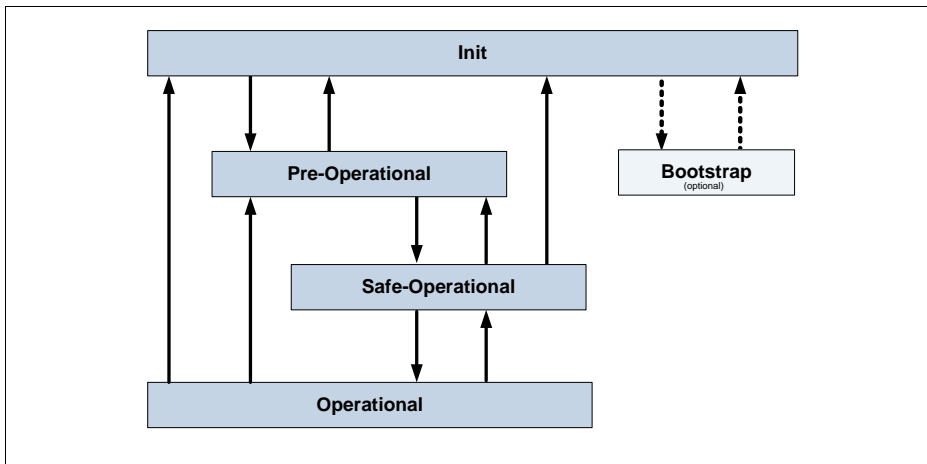 Init
Pre-Operational
Bootstrap
(optional)
Safe-Operational
Operational